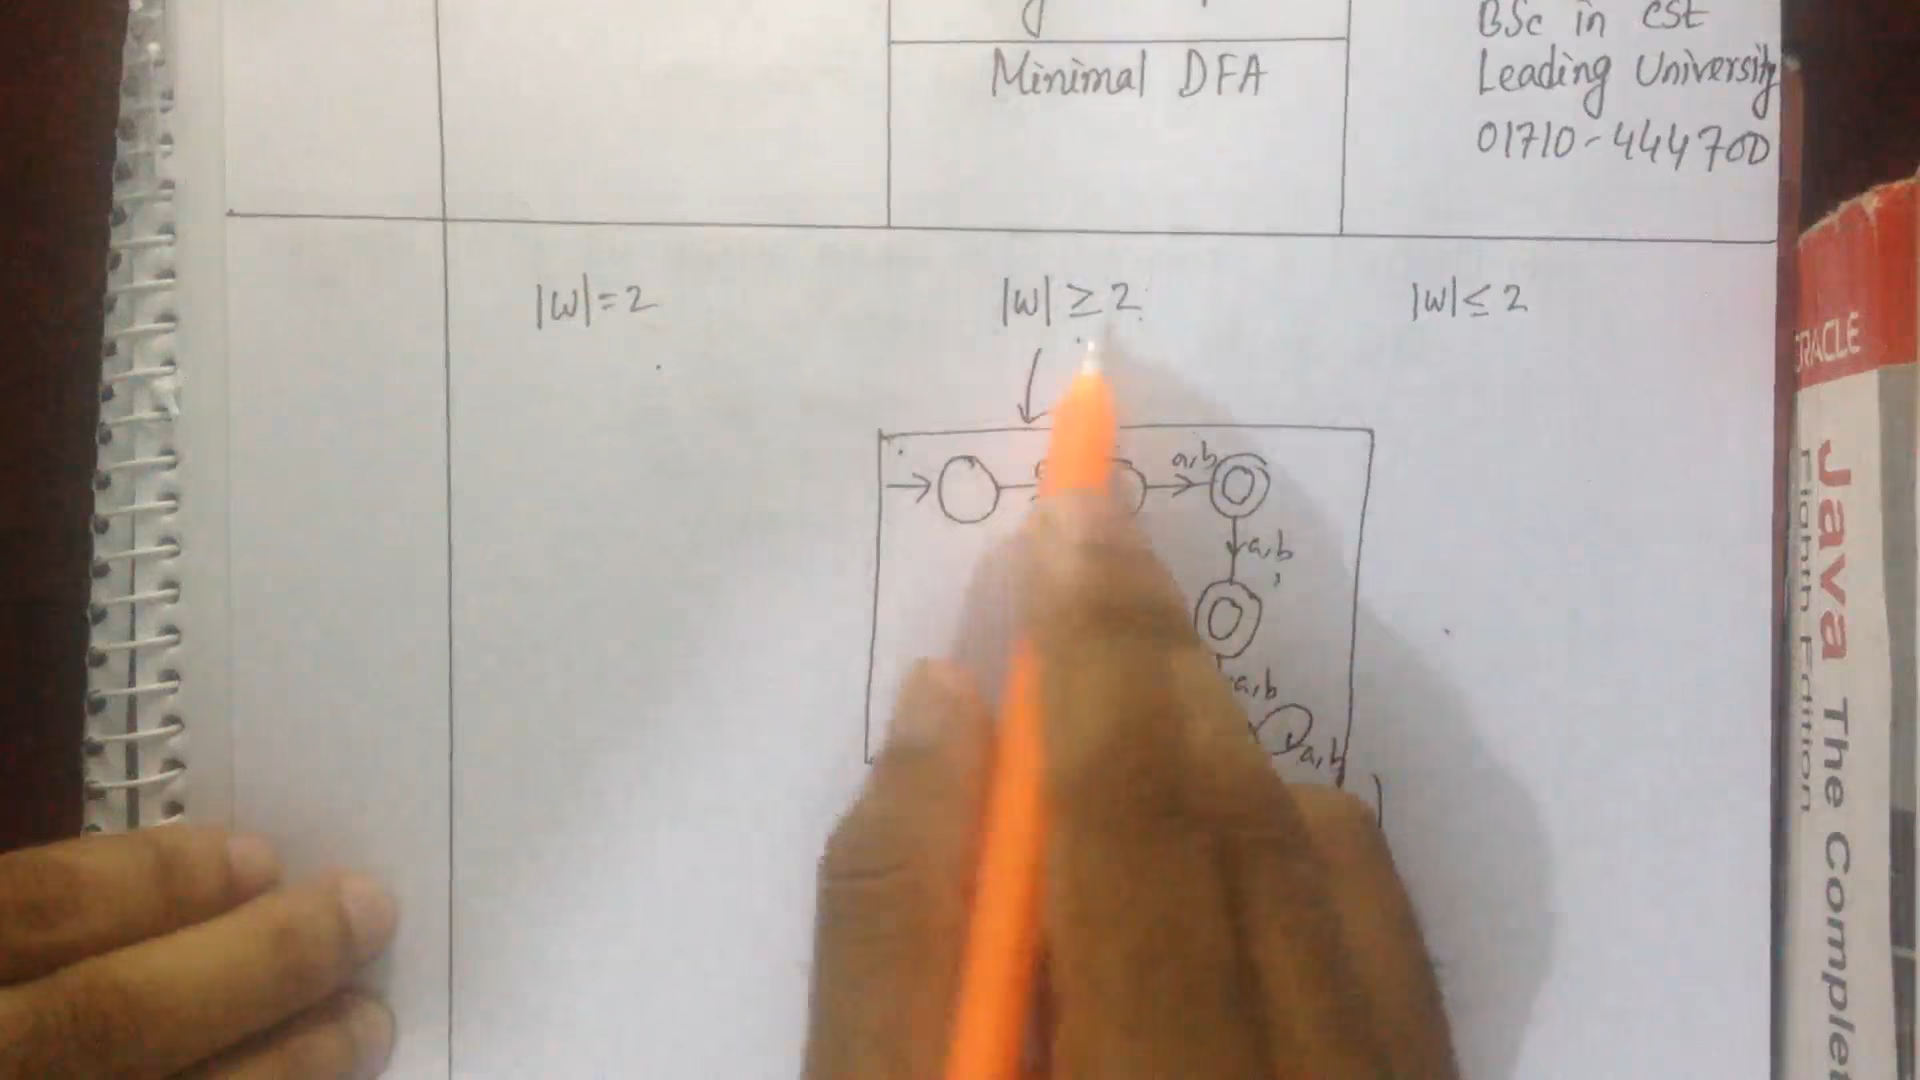 BSc in CSE
Leading University
01710-444700
Minimal DFA
|w|=2
|w| ≥ 2
|w| ≤ 2
a,b
a,b
a,b
a,b
ORACLE
Java The Complete
Eighth Edition